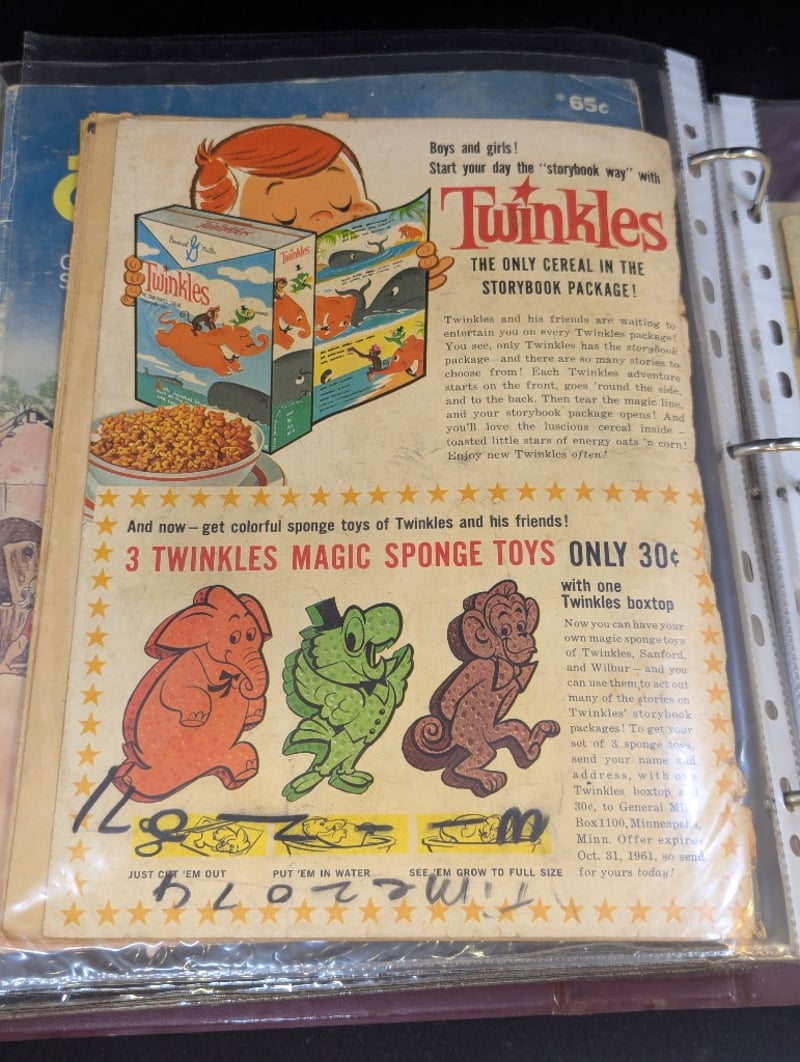 *65¢
Boys and girls!
Start your day the "storybook way" with
Twinkles
THE ONLY CEREAL IN THE
STORYBOOK PACKAGE!
General Mills
Twinkles
Twinkles
Twinkles and his friends are waiting to
entertain you on every Twinkles package!
You see, only Twinkles has the storybook
package—and there are so many stories to
choose from! Each Twinkles adventure
starts on the front, goes 'round the side,
and to the back. Then tear the magic line,
and your storybook package opens! And
you'll love the luscious cereal inside—
toasted little stars of energy oats 'n corn!
Enjoy new Twinkles often!
And now—get colorful sponge toys of Twinkles and his friends!
3 TWINKLES MAGIC SPONGE TOYS ONLY 30¢
with one
Twinkles boxtop
Now you can have your
own magic sponge toys
of Twinkles, Sanford,
and Wilbur—and you
can use them to act out
many of the stories on
Twinkles' storybook
packages! To get your
set of 3 sponge toys,
send your name and
address, with one
Twinkles boxtop and
30¢, to General
Box 1100, Minneapolis,
Minn. Offer expires
Oct. 31, 1961, so send
for yours today!
JUST CUT 'EM OUT
PUT 'EM IN WATER
SEE 'EM GROW TO FULL SIZE